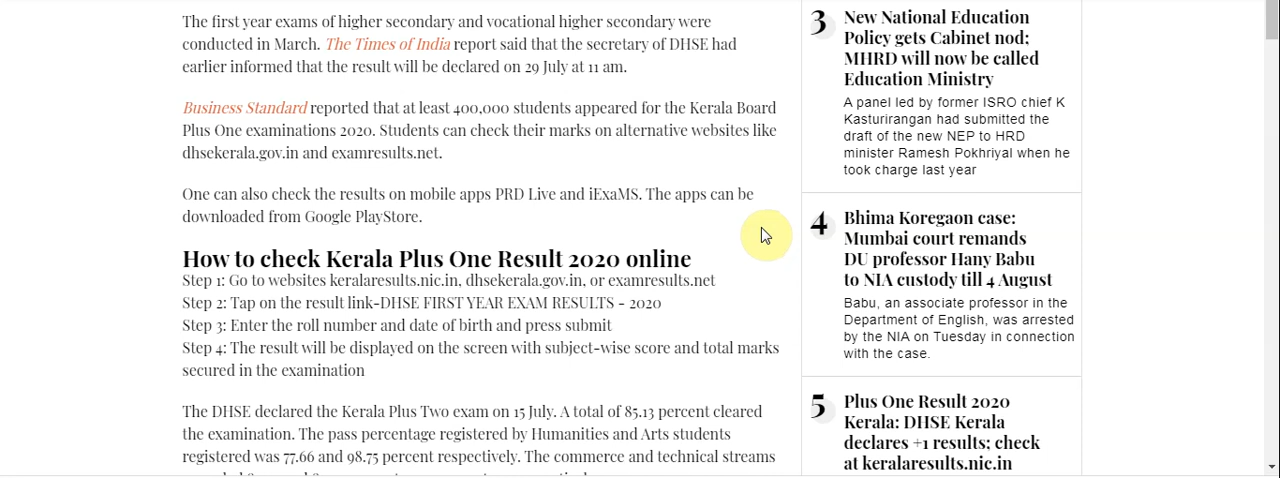 The first year exams of higher secondary and vocational higher secondary were
conducted in March. The Times of India report said that the secretary of DHSE had
earlier informed that the result will be declared on 29 July at 11 am.
Business Standard reported that at least 400,000 students appeared for the Kerala Board
Plus One examinations 2020. Students can check their marks on alternative websites like
dhsekerala.gov.in and examresults.net.
One can also check the results on mobile apps PRD Live and iExaMS. The apps can be
downloaded from Google PlayStore.
How to check Kerala Plus One Result 2020 online
Step 1: Go to websites keralaresults.nic.in, dhsekerala.gov.in, or examresults.net
Step 2: Tap on the result link-DHSE FIRST YEAR EXAM RESULTS - 2020
Step 3: Enter the roll number and date of birth and press submit
Step 4: The result will be displayed on the screen with subject-wise score and total marks
secured in the examination
The DHSE declared the Kerala Plus Two exam on 15 July. A total of 85.13 percent cleared
the examination. The pass percentage registered by Humanities and Arts students
registered was 77.66 and 98.75 percent respectively. The commerce and technical streams
3
New National Education
Policy gets Cabinet nod;
MHRD will now be called
Education Ministry
A panel led by former ISRO chief K
Kasturirangan had submitted the
draft of the new NEP to HRD
minister Ramesh Pokhriyal when he
took charge last year
4
Bhima Koregaon case:
Mumbai court remands
DU professor Hany Babu
to NIA custody till 4 August
Babu, an associate professor in the
Department of English, was arrested
by the NIA on Tuesday in connection
with the case.
5
Plus One Result 2020
Kerala: DHSE Kerala
declares +1 results; check
at keralaresults.nic.in